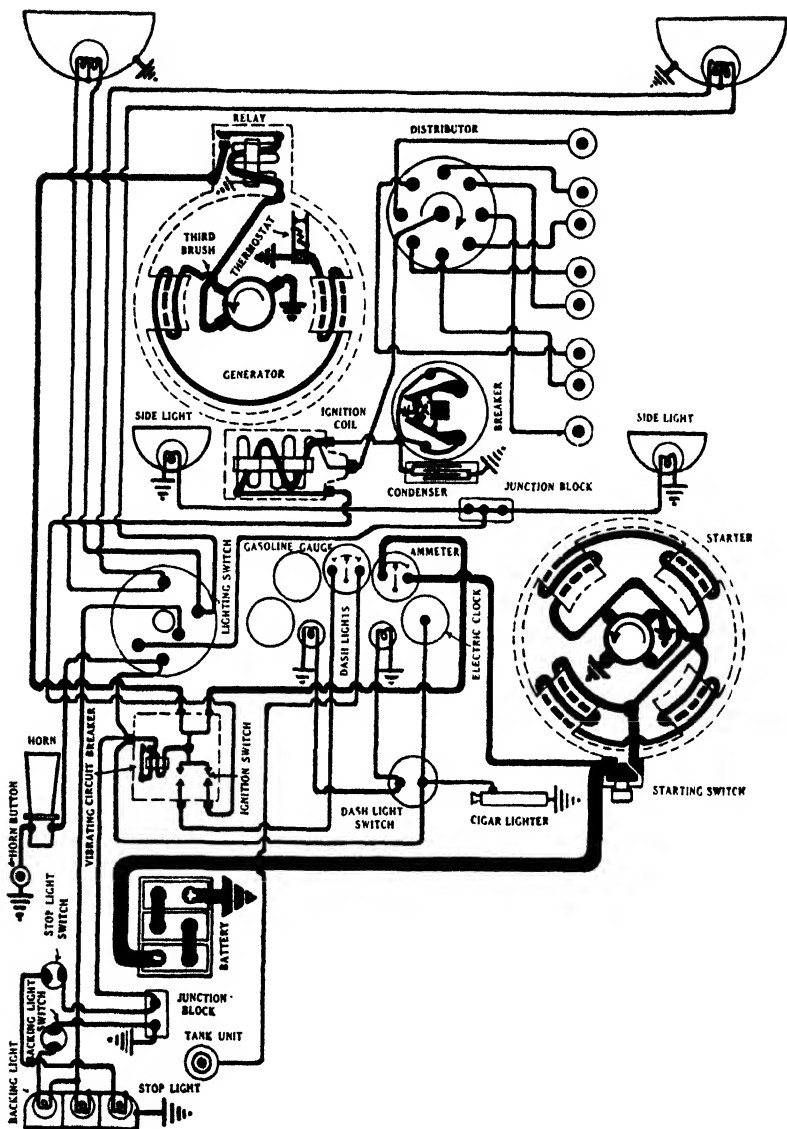 RELAY
DISTRIBUTOR
THIRD
BRUSH
THERMOSTAT
GENERATOR
BREAKER
SIDE LIGHT
IGNITION
COIL
SIDE LIGHT
CONDENSER
JUNCTION BLOCK
LIGHTING SWITCH
GASOLINE GAUGE
AMMETER
STARTER
DASH LIGHTS
ELECTRIC CLOCK
HORN
VIBRATING CIRCUIT BREAKER
IGNITION SWITCH
DASH LIGHT
SWITCH
CIGAR LIGHTER
STARTING SWITCH
HORN BUTTON
STOP LIGHT
SWITCH
BATTERY
BACKING LIGHT
SWITCH
JUNCTION-
BLOCK
TANK UNIT
BACKING LIGHT
STOP LIGHT